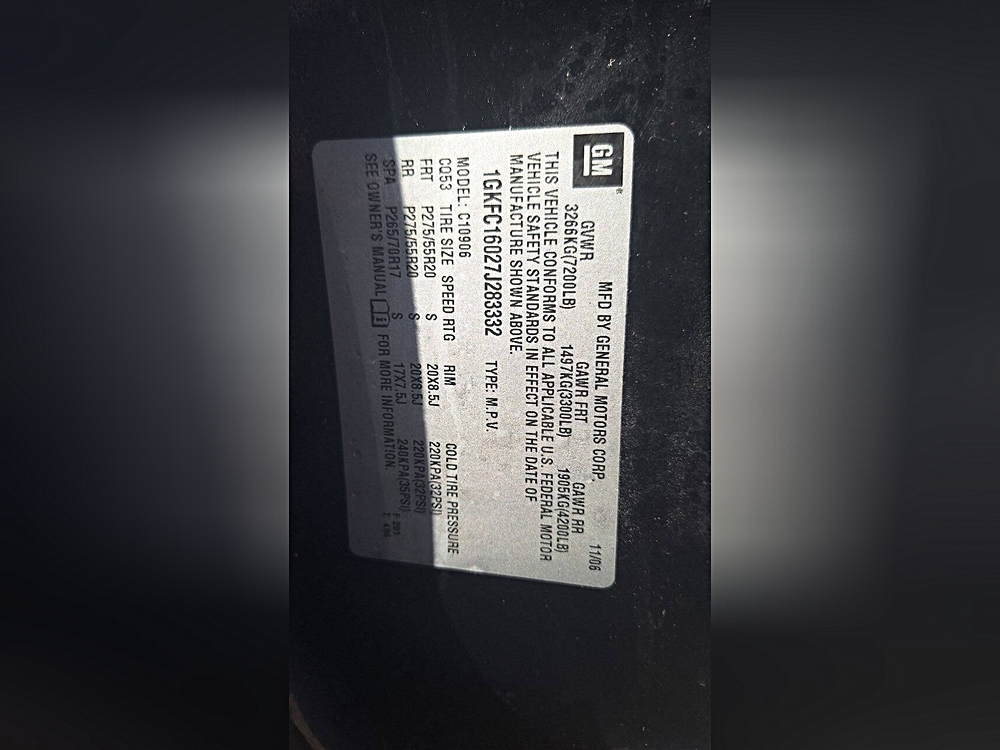 GM
MFD BY GENERAL MOTORS CORP. 11/06
GVWR GAWR FRT GAWR RR
3266KG(7200LB) 1497KG(3300LB) 1905KG(4200LB)
THIS VEHICLE CONFORMS TO ALL APPLICABLE U.S. FEDERAL MOTOR
VEHICLE SAFETY STANDARDS IN EFFECT ON THE DATE OF
MANUFACTURE SHOWN ABOVE.
1GKFC16027J283332 TYPE: M.P.V.
MODEL: C10906
CQ53 TIRE SIZE SPEED RTG RIM COLD TIRE PRESSURE
FRT P275/55R20 S 20X8.5J 220KPA(32PSI)
RR P275/55R20 S 20X8.5J 220KPA(32PSI)
SPA P265/70R17 S 17X7.5J 240KPA(35PSI)
SEE OWNER'S MANUAL FOR MORE INFORMATION.